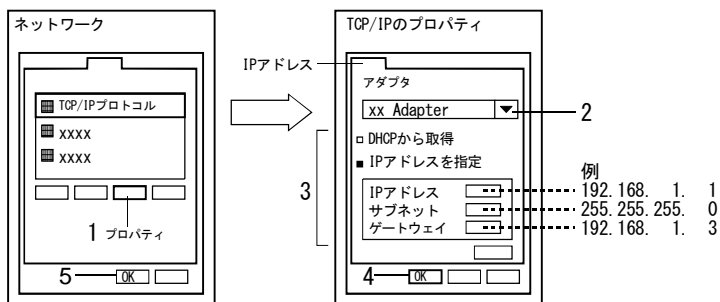 ネットワーク
TCP/IPプロトコル
xxxx
xxxx
1 プロパティ
5 OK
TCP/IPのプロパティ
IPアドレス
アダプタ
xx Adapter
2
3
DHCPから取得
IPアドレスを指定
例
IPアドレス 192.168. 1. 1
サブネット 255.255.255. 0
ゲートウェイ 192.168. 1. 3
4 OK